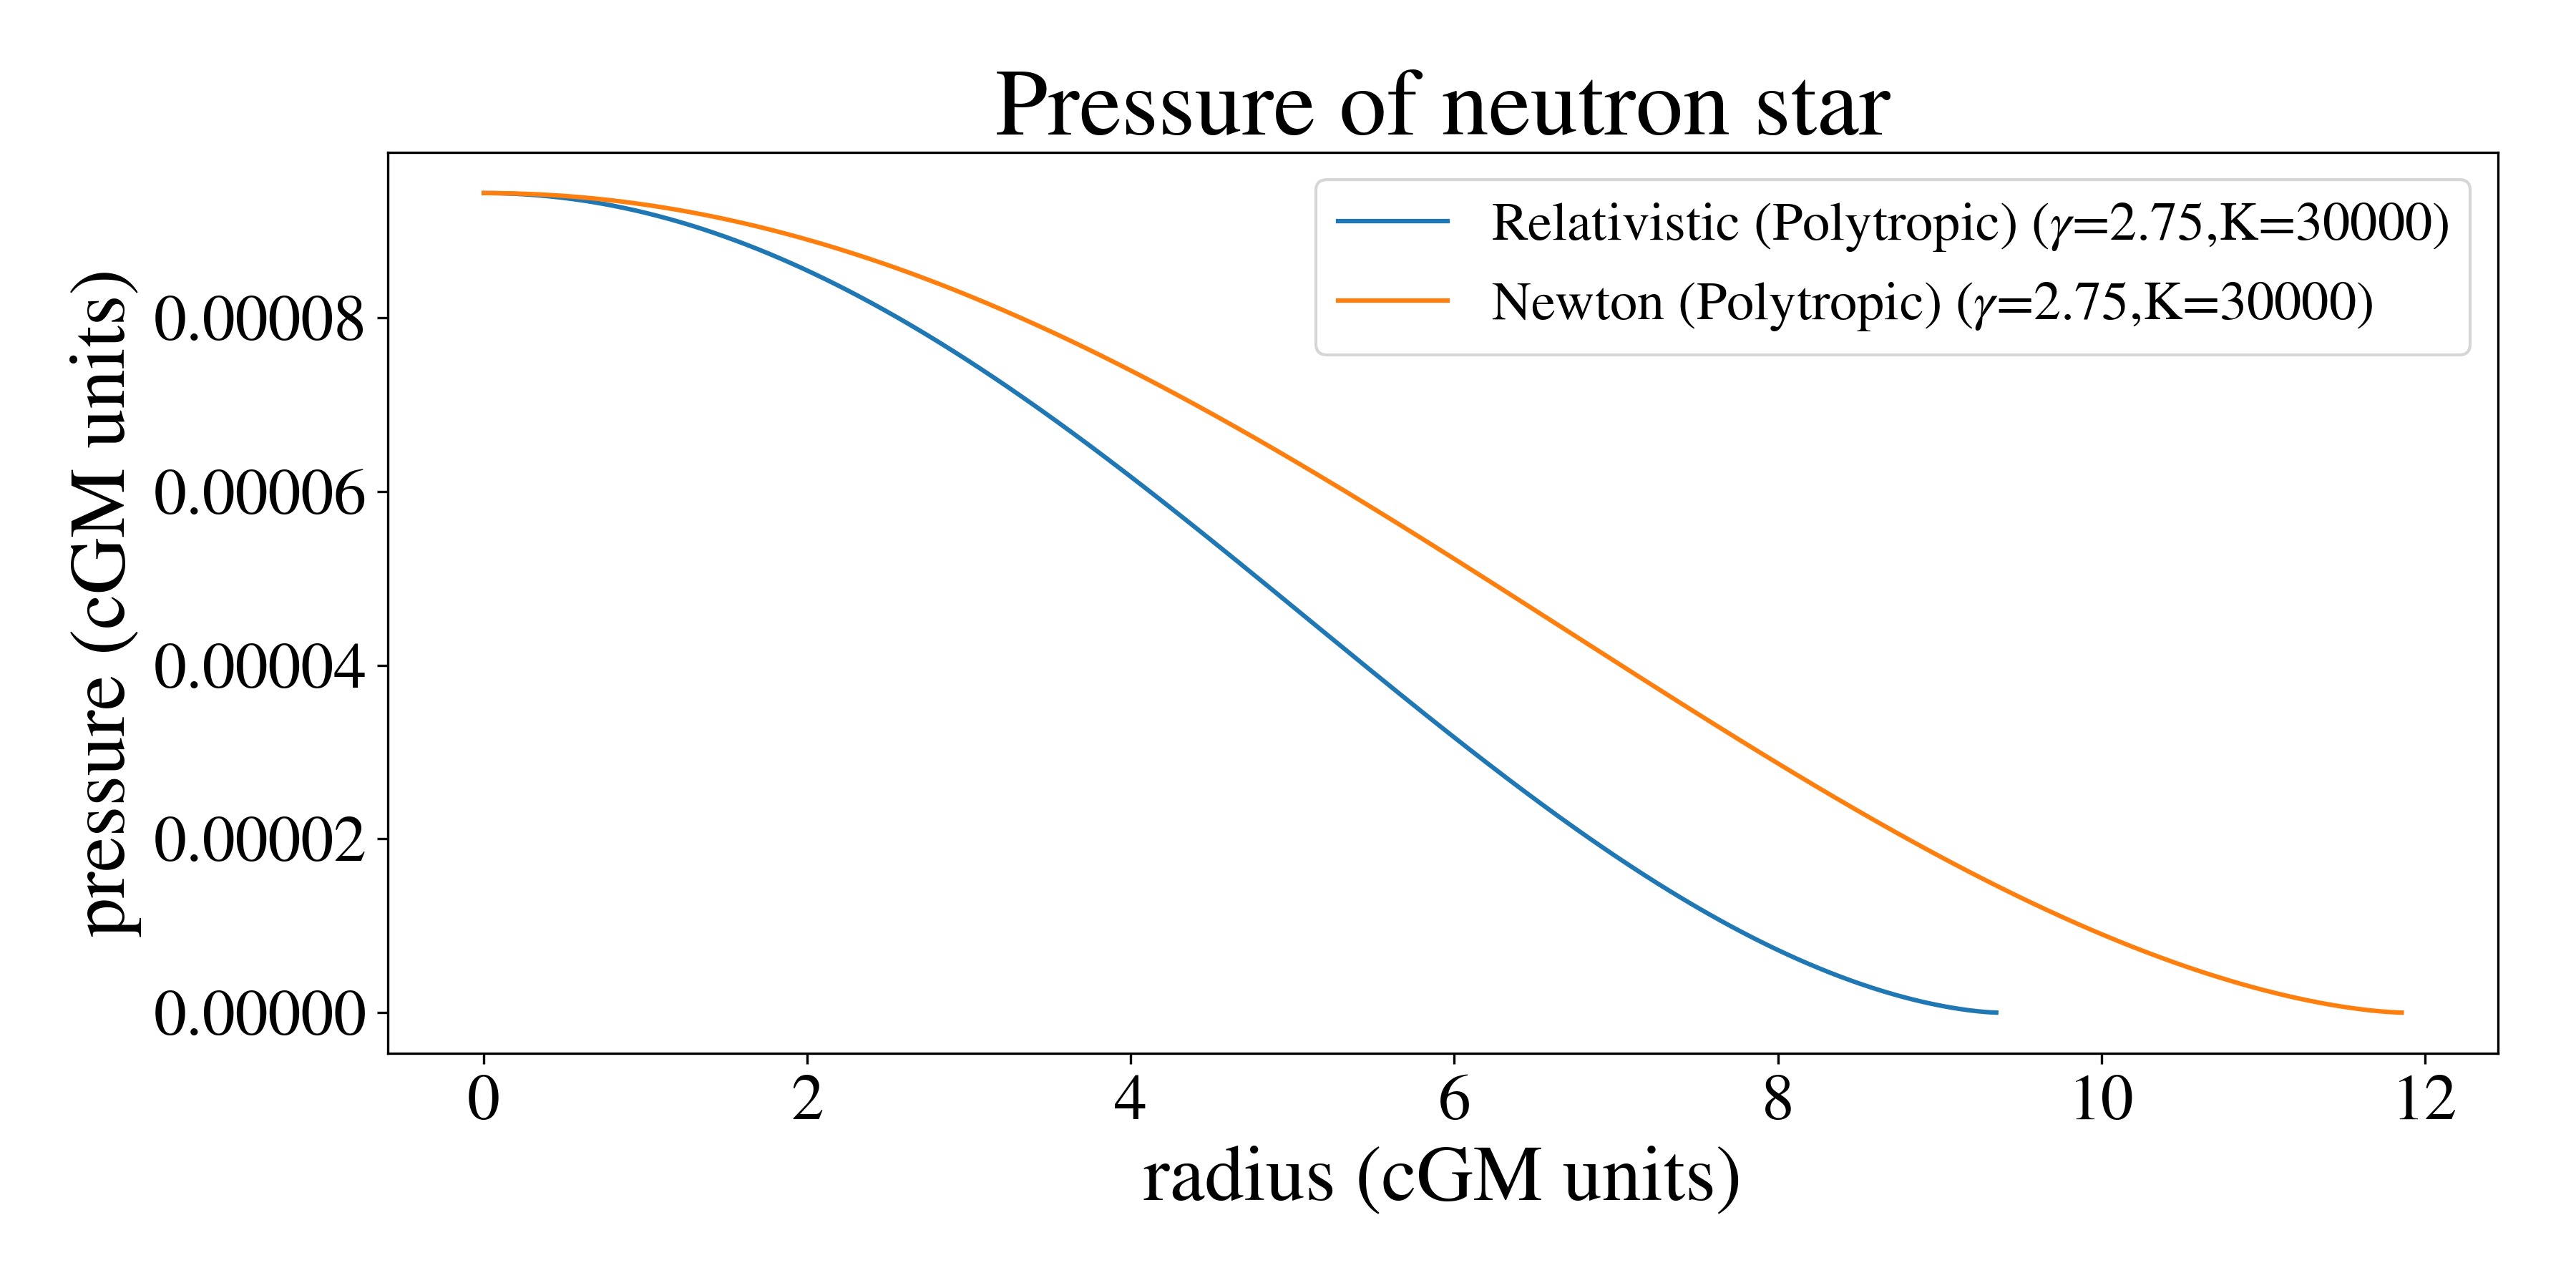 Pressure of neutron star
Relativistic (Polytropic) (γ=2.75,K=30000)
Newton (Polytropic) (γ=2.75,K=30000)
pressure (cGM units)
0.00008
0.00006
0.00004
0.00002
0.00000
0 2 4 6 8 10 12
radius (cGM units)